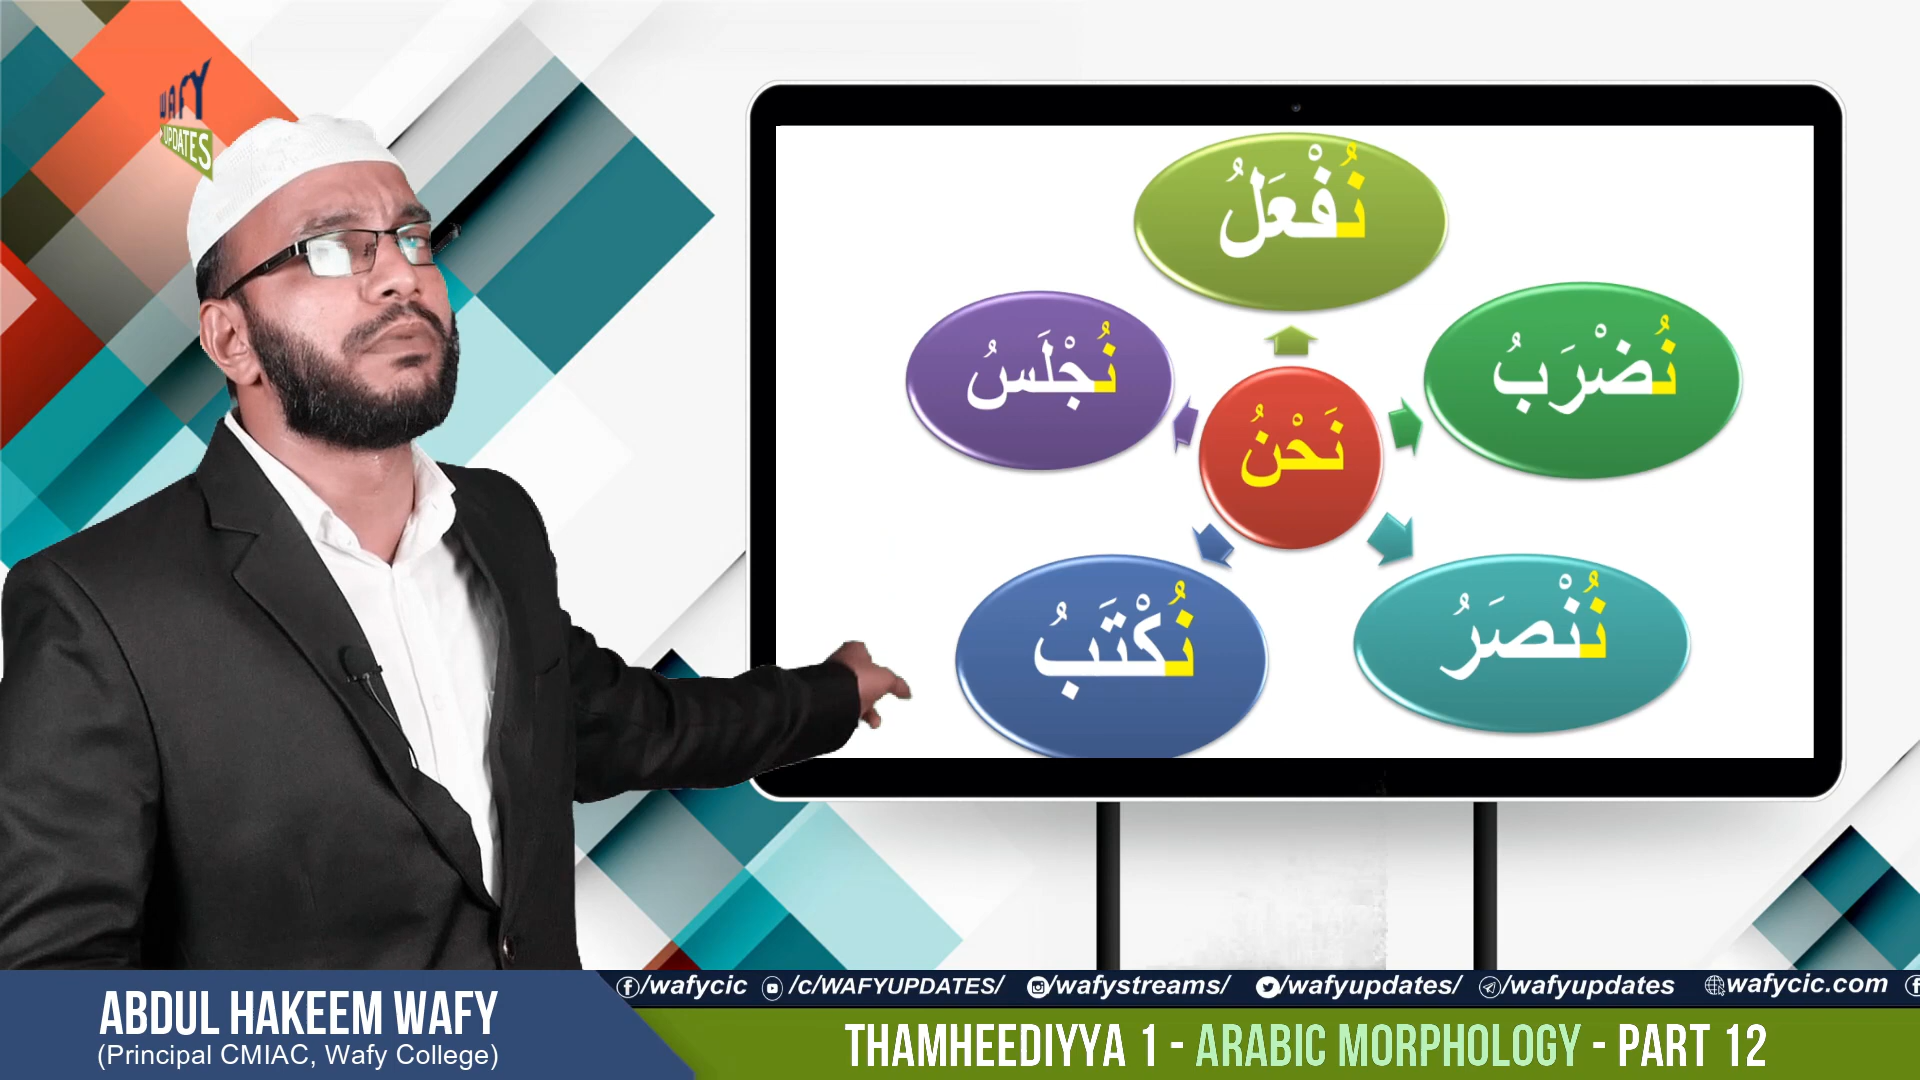 WAFY
UPDATES
نُفْعَلُ
نُجْلَسُ
نُضْرَبُ
نَحْنُ
نُكْتَبُ
نُنْصَرُ
/wafycic /c/WAFYUPDATES/ /wafystreams/ /wafyupdates/ /wafyupdates wafycic.com
ABDUL HAKEEM WAFY
(Principal CMIAC, Wafy College)
THAMHEEDIYYA 1 - ARABIC MORPHOLOGY - PART 12